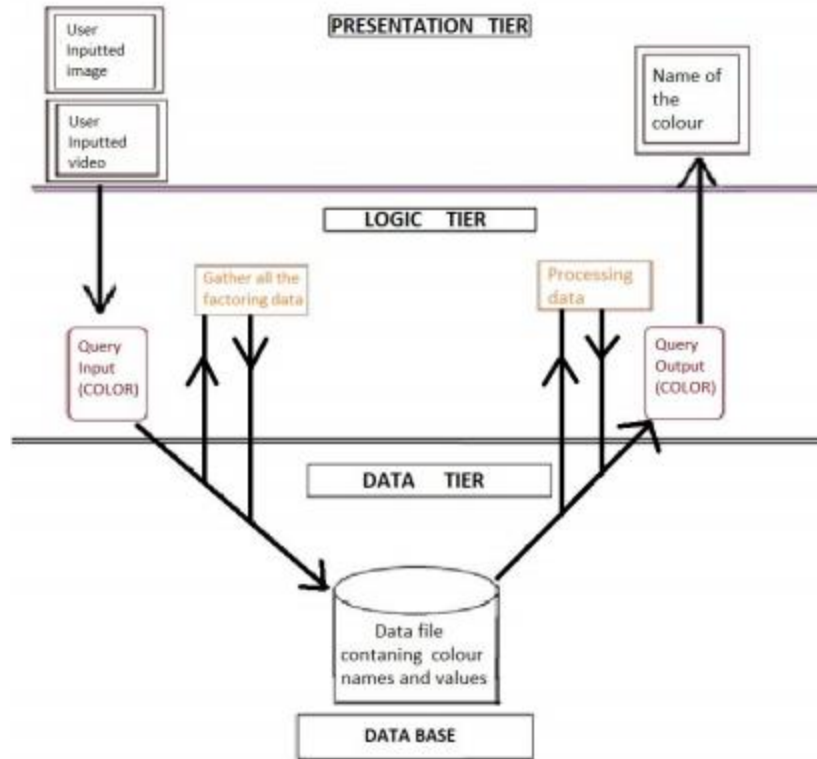 PRESENTATION TIER
User
Inputted
image
User
Inputted
video
Name of
the
colour
LOGIC TIER
Gather all the
factoring data
Processing
data
Query
Input
(COLOR)
Query
Output
(COLOR)
DATA TIER
Data file
contaning colour
names and values
DATA BASE